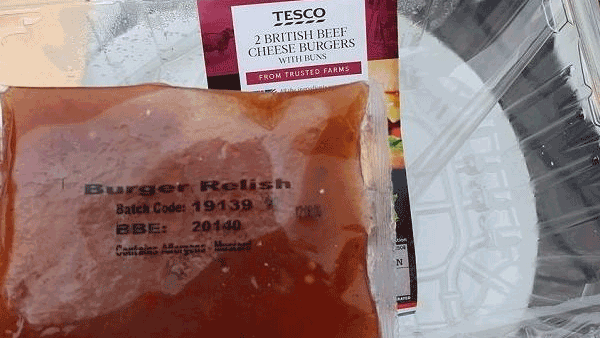 TESCO
2 BRITISH BEEF
CHEESE BURGERS
WITH BUNS
FROM TRUSTED FARMS
Burger Relish
Batch Code: 19139
BBE: 20140
Contains Allergens - Mustard